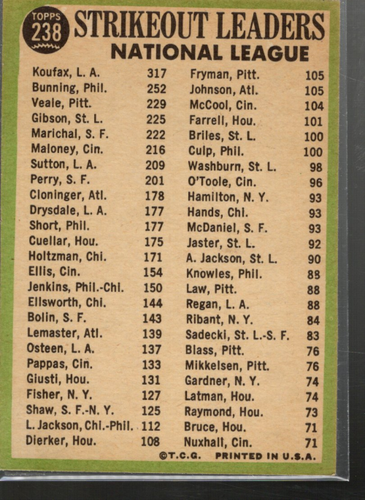 TOPPS
238
STRIKEOUT LEADERS
NATIONAL LEAGUE
Koufax, L. A. 317
Bunning, Phil. 252
Veale, Pitt. 229
Gibson, St. L. 225
Marichal, S. F. 222
Maloney, Cin. 216
Sutton, L. A. 209
Perry, S. F. 201
Cloninger, Atl. 178
Drysdale, L. A. 177
Short, Phil. 177
Cuellar, Hou. 175
Holtzman, Chi. 171
Ellis, Cin. 154
Jenkins, Phil.-Chi. 150
Ellsworth, Chi. 144
Bolin, S. F. 143
Lemaster, Atl. 139
Osteen, L. A. 137
Pappas, Cin. 133
Giusti, Hou. 131
Fisher, N. Y. 127
Shaw, S. F.-N. Y. 125
L. Jackson, Chi.-Phil. 112
Dierker, Hou. 108
Fryman, Pitt. 105
Johnson, Atl. 105
McCool, Cin. 104
Farrell, Hou. 101
Briles, St. L. 100
Culp, Phil. 100
Washburn, St. L. 98
O'Toole, Cin. 96
Hamilton, N. Y. 93
Hands, Chi. 93
McDaniel, S. F. 93
Jaster, St. L. 92
A. Jackson, St. L. 90
Knowles, Phil. 88
Law, Pitt. 88
Regan, L. A. 88
Ribant, N. Y. 84
Sadecki, St. L.-S. F. 83
Blass, Pitt. 76
Mikkelsen, Pitt. 76
Gardner, N. Y. 74
Latman, Hou. 74
Raymond, Hou. 73
Bruce, Hou. 71
Nuxhall, Cin. 71
© T.C.G. PRINTED IN U.S.A.